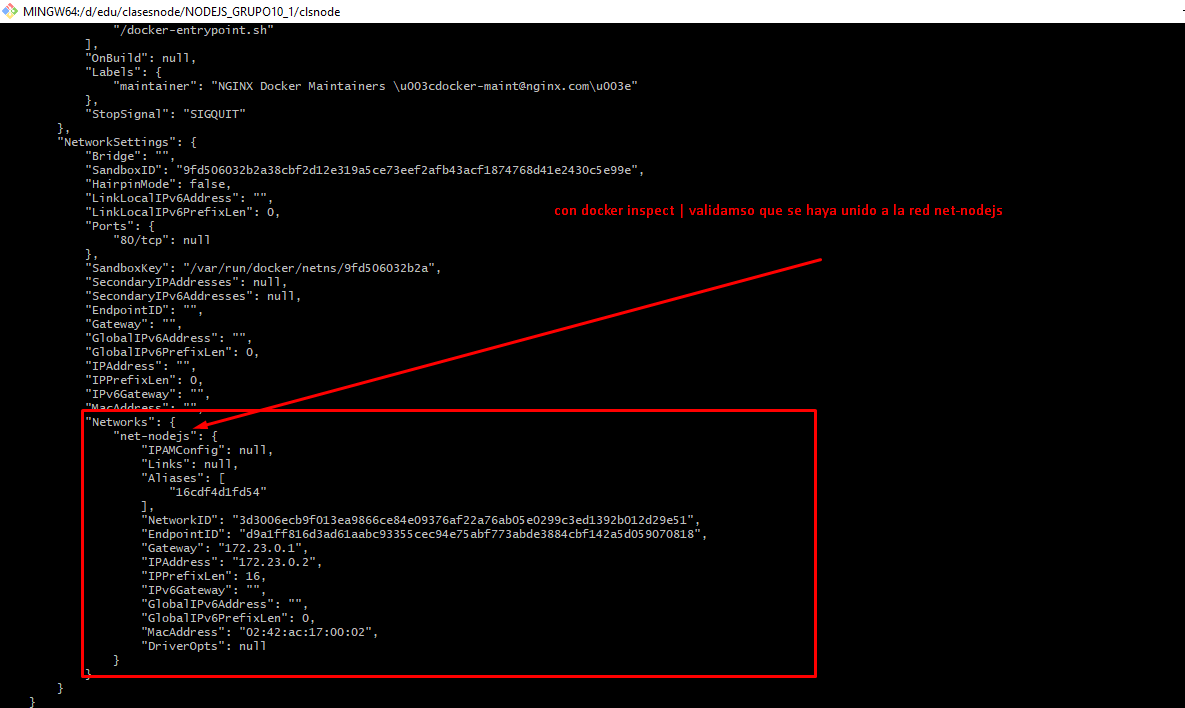 MINGW64:/d/edu/clasesnode/NODEJS_GRUPO10_1/clsnode
"/docker-entrypoint.sh"
],
"OnBuild": null,
"Labels": {
"maintainer": "NGINX Docker Maintainers \u003cdocker-maint@nginx.com\u003e"
},
"StopSignal": "SIGQUIT"
},
"NetworkSettings": {
"Bridge": "",
"SandboxID": "9fd506032b2a38cbf2d12e319a5ce73eef2afb43acf1874768d41e2430c5e99e",
"HairpinMode": false,
"LinkLocalIPv6Address": "",
"LinkLocalIPv6PrefixLen": 0,
con docker inspect | validamso que se haya unido a la red net-nodejs
"Ports": {
"80/tcp": null
},
"SandboxKey": "/var/run/docker/netns/9fd506032b2a",
"SecondaryIPAddresses": null,
"SecondaryIPv6Addresses": null,
"EndpointID": "",
"Gateway": "",
"GlobalIPv6Address": "",
"GlobalIPv6PrefixLen": 0,
"IPAddress": "",
"IPPrefixLen": 0,
"IPv6Gateway": "",
"MacAddress": "",
"Networks": {
"net-nodejs": {
"IPAMConfig": null,
"Links": null,
"Aliases": [
"16cdf4d1fd54"
],
"NetworkID": "3d3006ecb9f013ea9866ce84e09376af22a76ab05e0299c3ed1392b012d29e51",
"EndpointID": "d9a1ff816d3ad61aabc93355cec94e75abf773abde3884cbf142a5d059070818",
"Gateway": "172.23.0.1",
"IPAddress": "172.23.0.2",
"IPPrefixLen": 16,
"IPv6Gateway": "",
"GlobalIPv6Address": "",
"GlobalIPv6PrefixLen": 0,
"MacAddress": "02:42:ac:17:00:02",
"DriverOpts": null
}
}
}
}